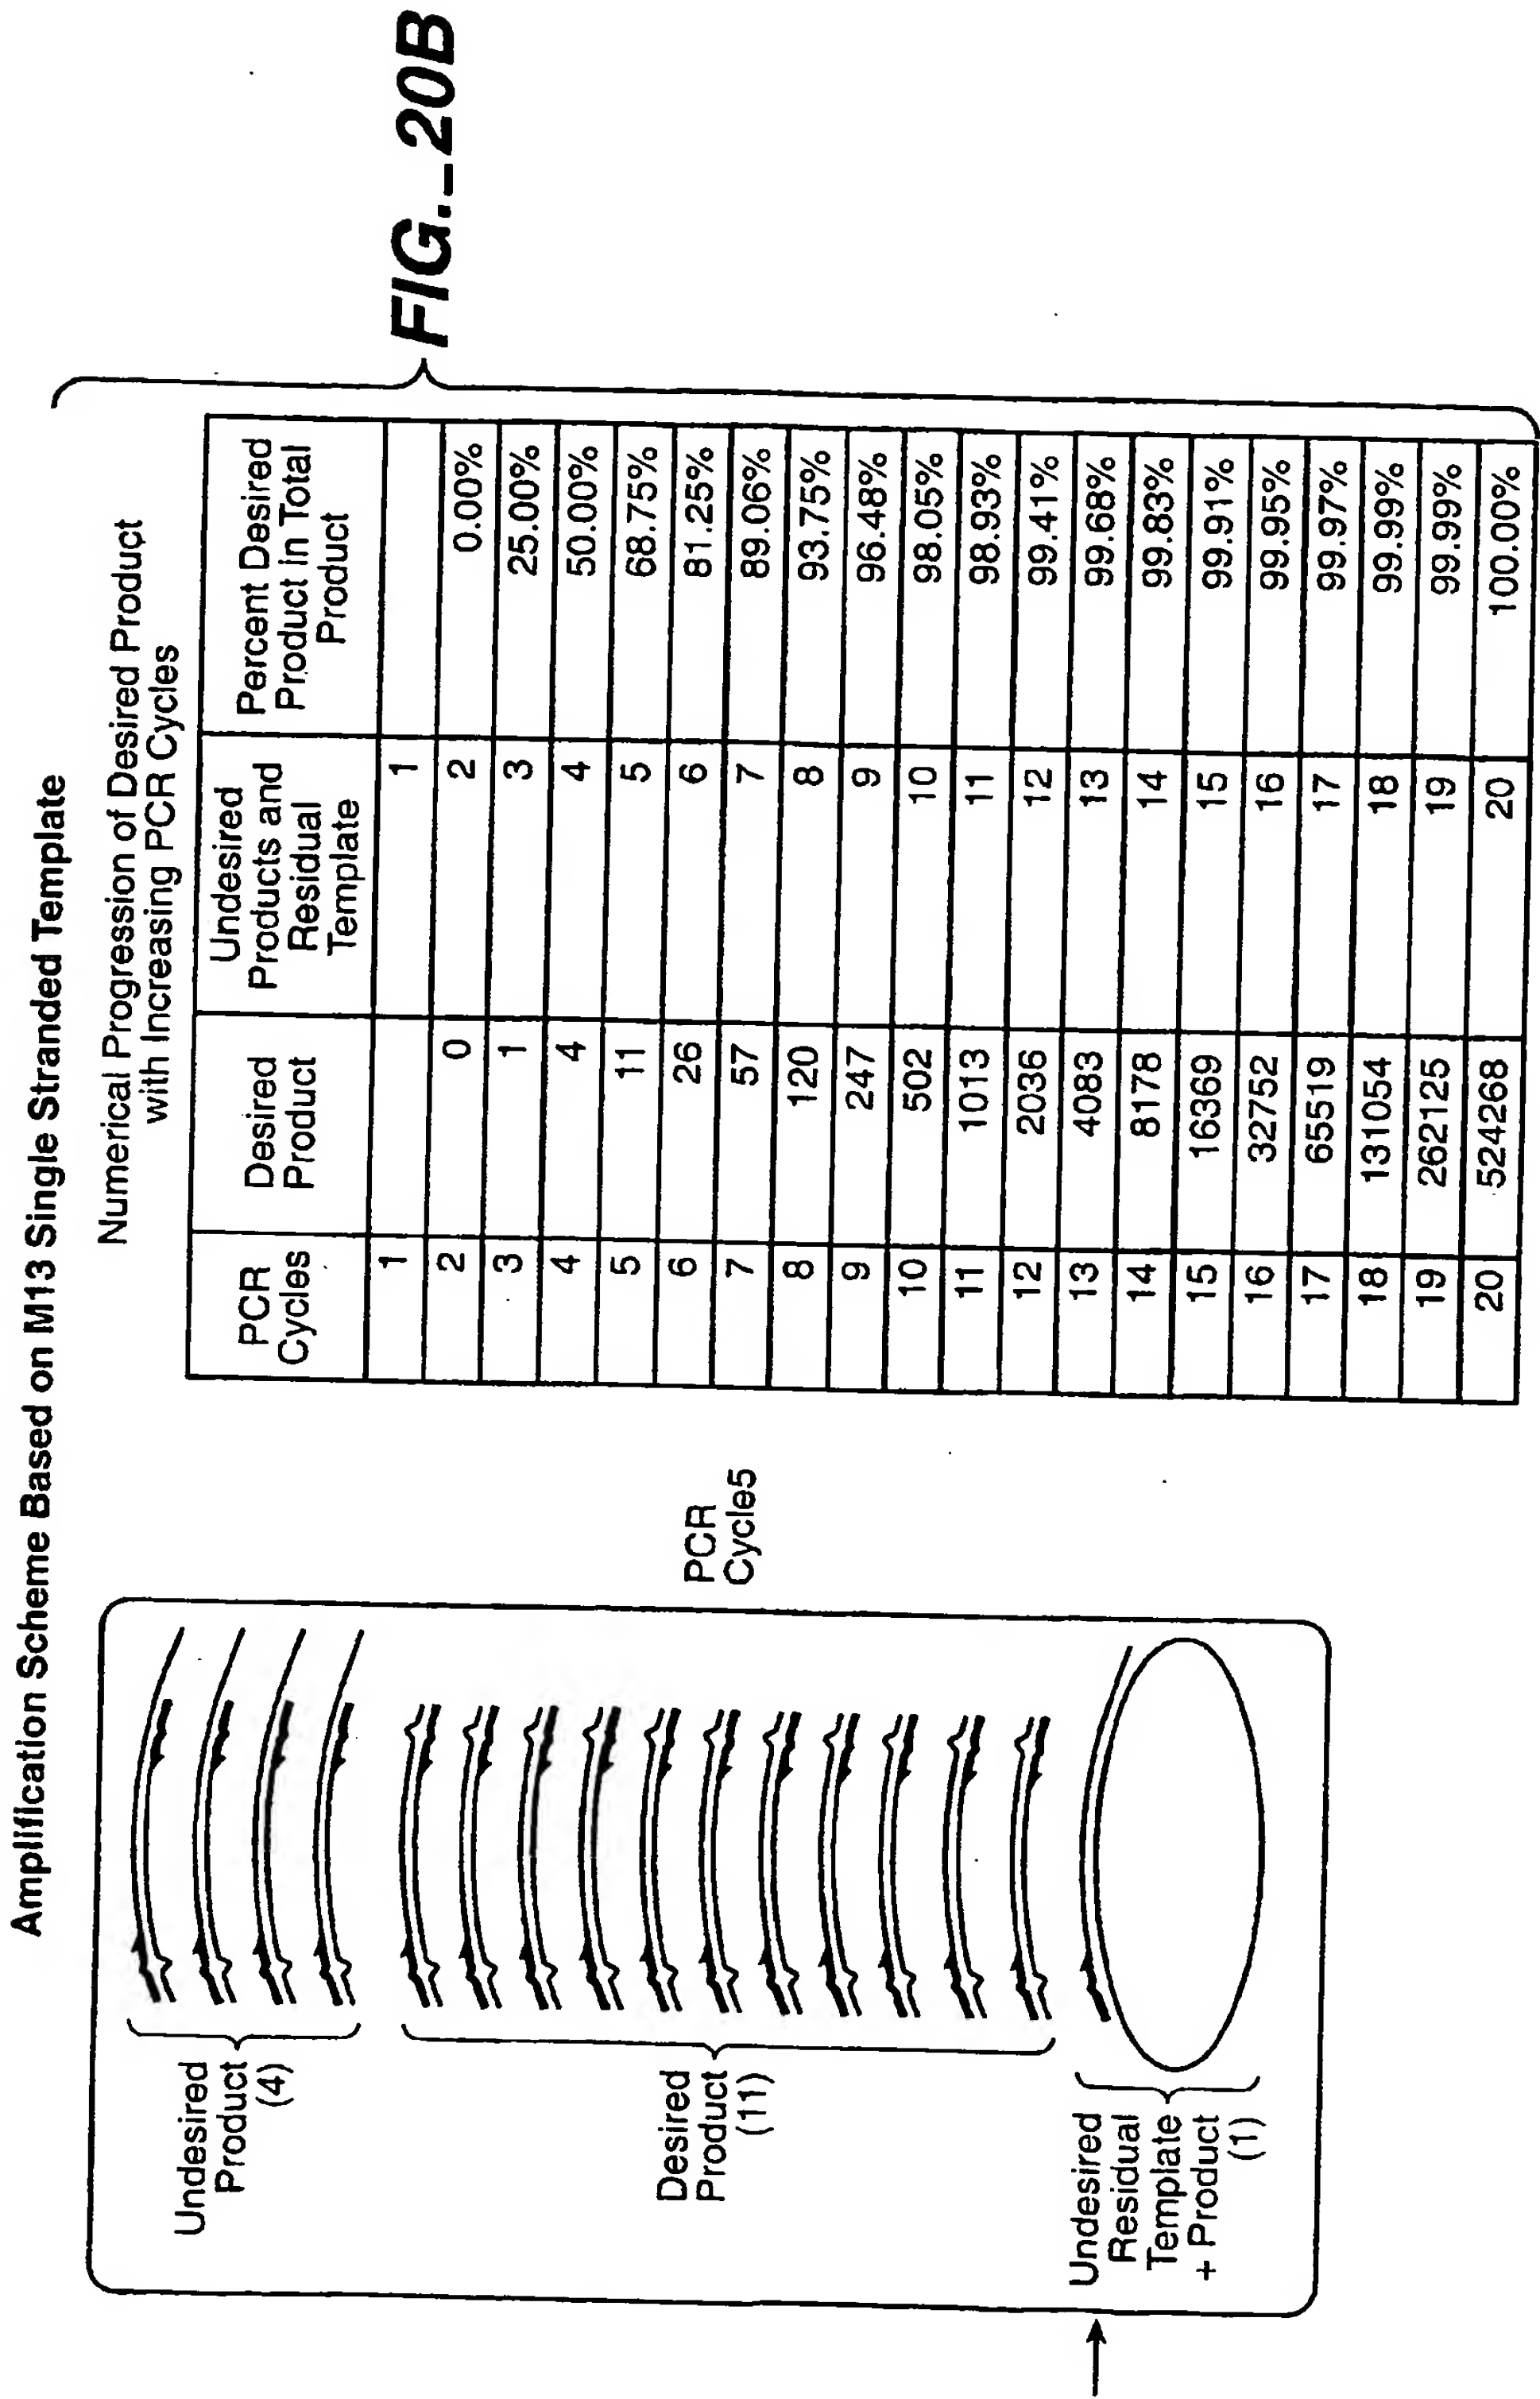 Amplification Scheme Based on M13 Single Stranded Template
Undesired
Product
(4)
Desired
Product
(11)
Undesired
Residual
Template
+ Product
(1)
PCR
Cycle5
Numerical Progression of Desired Product
with Increasing PCR Cycles
PCR
Cycles
Desired
Product
Undesired
Products and
Residual
Template
Percent Desired
Product in Total
Product
1 1
2 0 2 0.00%
3 1 3 25.00%
4 4 4 50.00%
5 11 5 68.75%
6 26 6 81.25%
7 57 7 89.06%
8 120 8 93.75%
9 247 9 96.48%
10 502 10 98.05%
11 1013 11 98.93%
12 2036 12 99.41%
13 4083 13 99.68%
14 8178 14 99.83%
15 16369 15 99.91%
16 32752 16 99.95%
17 65519 17 99.97%
18 131054 18 99.99%
19 262125 19 99.99%
20 524268 20 100.00%
FIG._20B